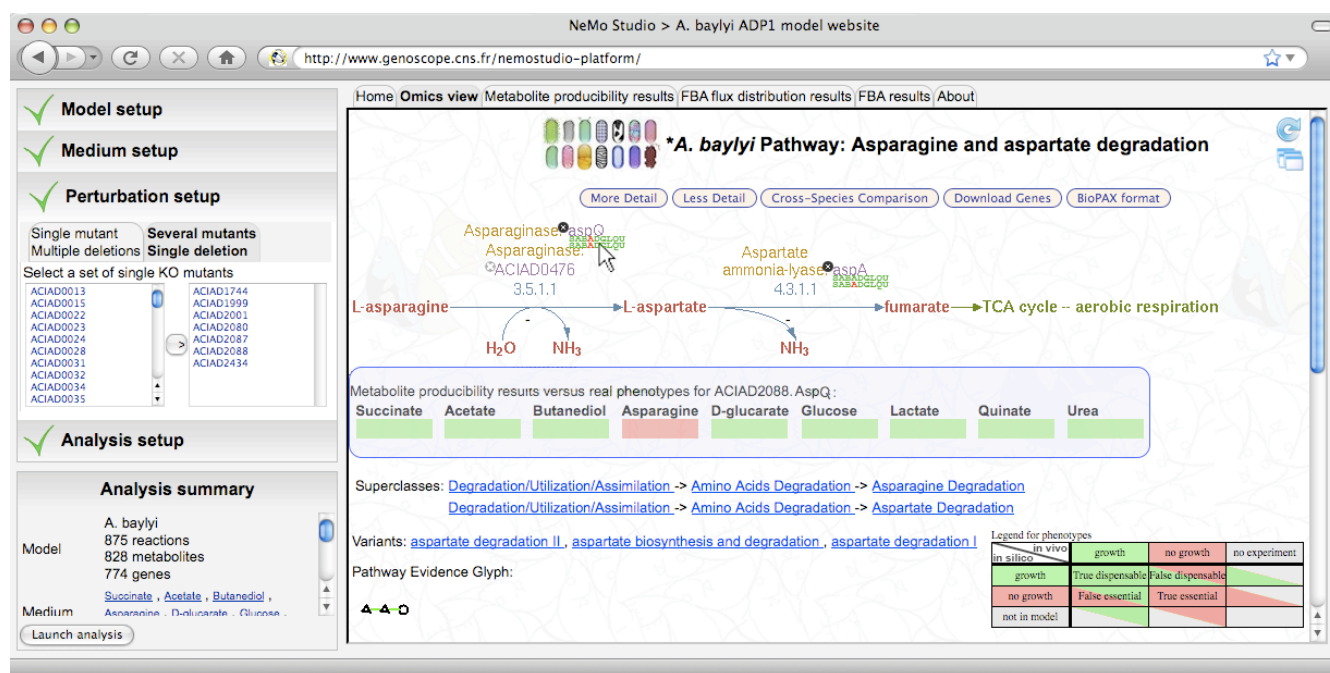 NeMo Studio > A. baylyi ADP1 model website
http://www.genoscope.cns.fr/nemostudio-platform/
Model setup
Medium setup
Perturbation setup
Single mutant Several mutants
Multiple deletions Single deletion
Select a set of single KO mutants
ACIAD0013
ACIAD0015
ACIAD0022
ACIAD0023
ACIAD0024
ACIAD0028
ACIAD0031
ACIAD0032
ACIAD0034
ACIAD0035
>
ACIAD1744
ACIAD1999
ACIAD2001
ACIAD2080
ACIAD2087
ACIAD2088
ACIAD2434
Analysis setup
Analysis summary
Model
A. baylyi
875 reactions
828 metabolites
774 genes
Medium
Succinate , Acetate , Butanediol ,
Asparagine , D-glucarate , Glucose ,
Launch analysis
Home Omics view Metabolite producibility results FBA flux distribution results FBA results About
*A. baylyi Pathway: Asparagine and aspartate degradation
More Detail Less Detail Cross-Species Comparison Download Genes BioPAX format
Asparaginase: aspQ
SABADGLQU
SABADGLQU
Asparaginase:
ACIAD0476
3.5.1.1
Aspartate
ammonia-lyase: aspA
SABADGLQU
SABADGLQU
4.3.1.1
L-asparagine L-aspartate fumarate TCA cycle -- aerobic respiration
- -
H2O NH3 NH3
Metabolite producibility results versus real phenotypes for ACIAD2088. AspQ :
Succinate Acetate Butanediol Asparagine D-glucarate Glucose Lactate Quinate Urea
Superclasses: Degradation/Utilization/Assimilation -> Amino Acids Degradation -> Asparagine Degradation
Degradation/Utilization/Assimilation -> Amino Acids Degradation -> Aspartate Degradation
Variants: aspartate degradation II , aspartate biosynthesis and degradation , aspartate degradation I
Pathway Evidence Glyph:
Legend for phenotypes
in vivo
in silico
growth no growth no experiment
growth True dispensable False dispensable
no growth False essential True essential
not in model